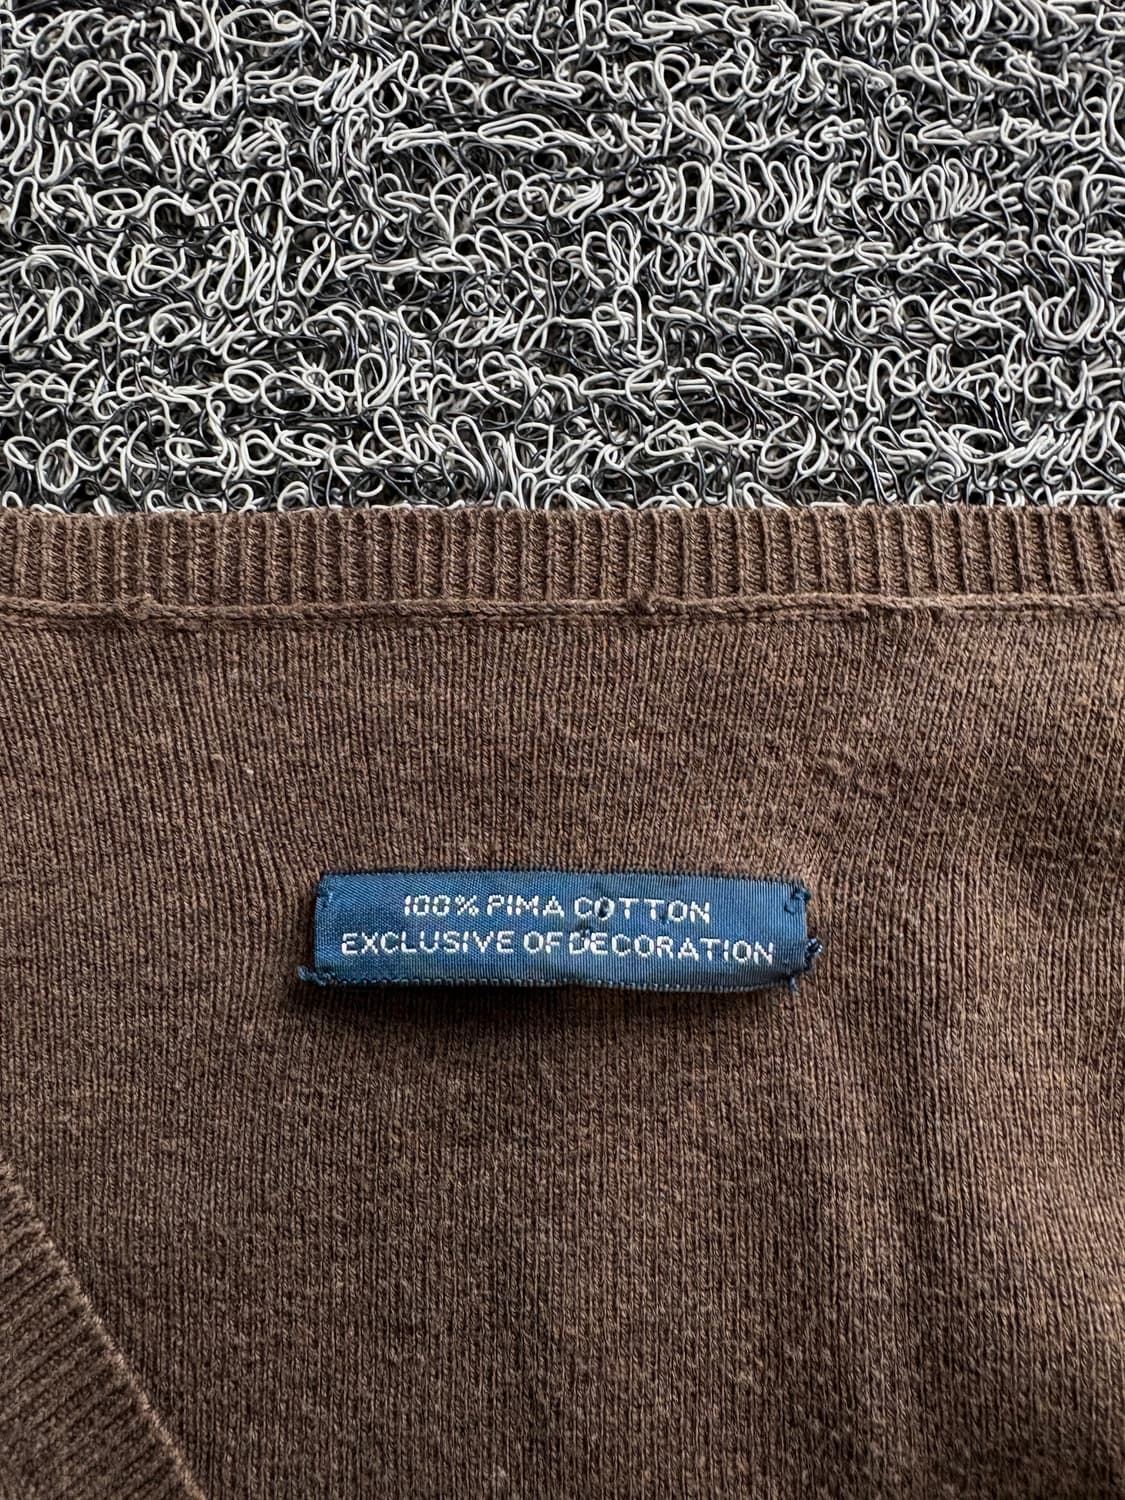 100% PIMA COTTON
EXCLUSIVE OF DECORATION